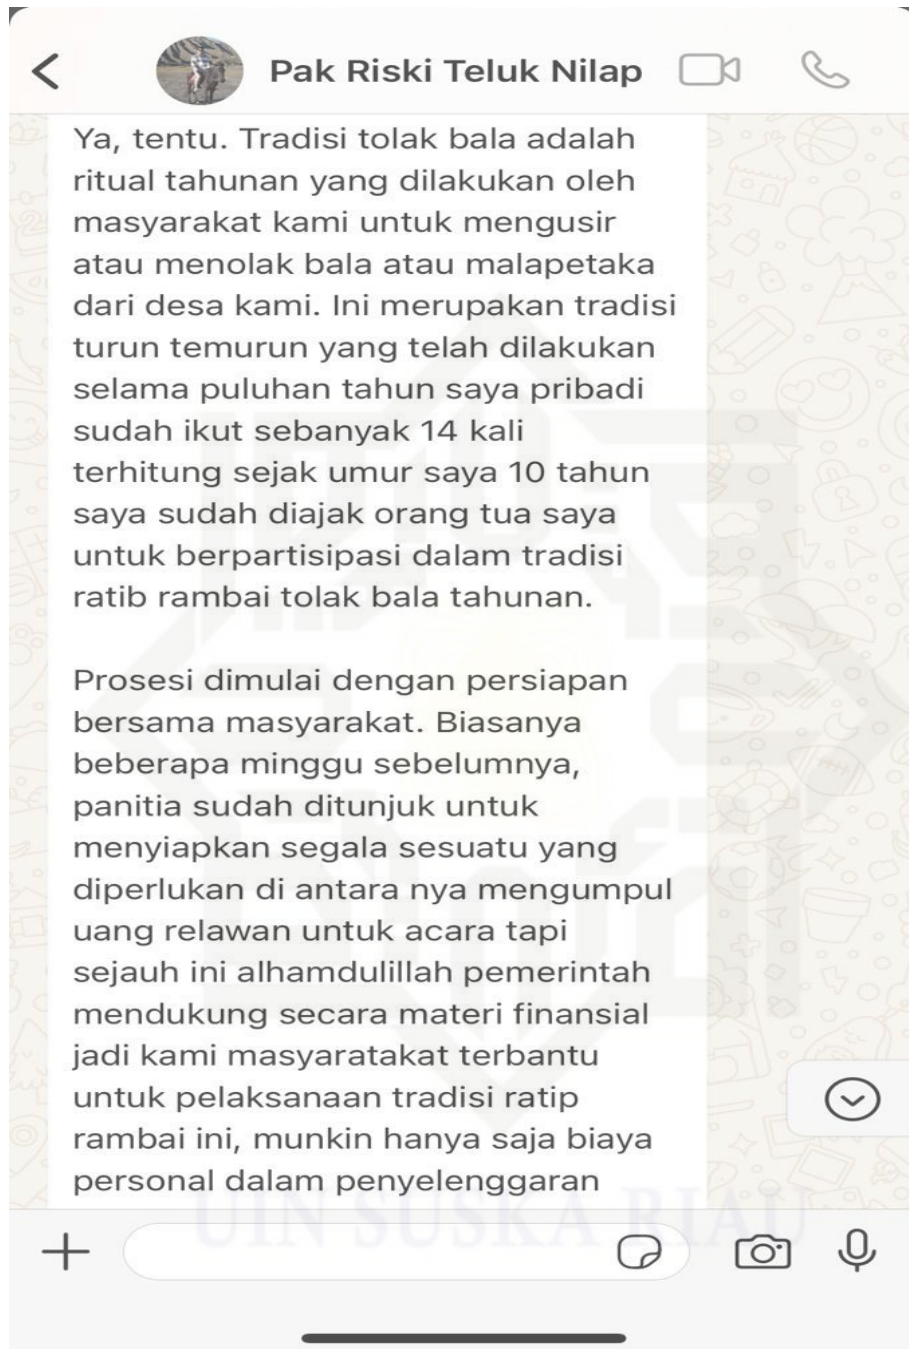 Pak Riski Teluk Nilap
Ya, tentu. Tradisi tolak bala adalah
ritual tahunan yang dilakukan oleh
masyarakat kami untuk mengusir
atau menolak bala atau malapetaka
dari desa kami. Ini merupakan tradisi
turun temurun yang telah dilakukan
selama puluhan tahun saya pribadi
sudah ikut sebanyak 14 kali
terhitung sejak umur saya 10 tahun
saya sudah diajak orang tua saya
untuk berpartisipasi dalam tradisi
ratib rambai tolak bala tahunan.
Prosesi dimulai dengan persiapan
bersama masyarakat. Biasanya
beberapa minggu sebelumnya,
panitia sudah ditunjuk untuk
menyiapkan segala sesuatu yang
diperlukan di antara nya mengumpul
uang relawan untuk acara tapi
sejauh ini alhamdulillah pemerintah
mendukung secara materi finansial
jadi kami masyaratakat terbantu
untuk pelaksanaan tradisi ratip
rambai ini, munkin hanya saja biaya
personal dalam penyelenggaran
UIN SUSKA RIAU